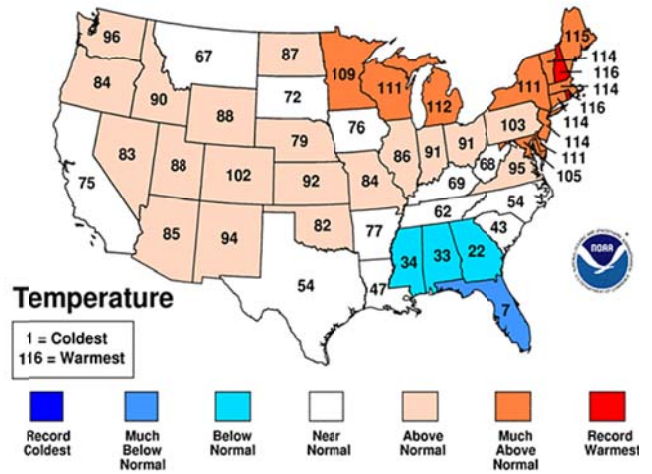 96
67
87
109
111
112
115
114
116
114
116
114
114
111
105
84
90
88
72
76
111
103
75
83
88
102
79
92
86
91
91
68
95
84
69
62
54
43
85
94
82
77
34
33
22
54
47
7
NOAA
Temperature
1 = Coldest
116 = Warmest
Record
Coldest
Much
Below
Normal
Below
Normal
Near
Normal
Above
Normal
Much
Above
Normal
Record
Warmest